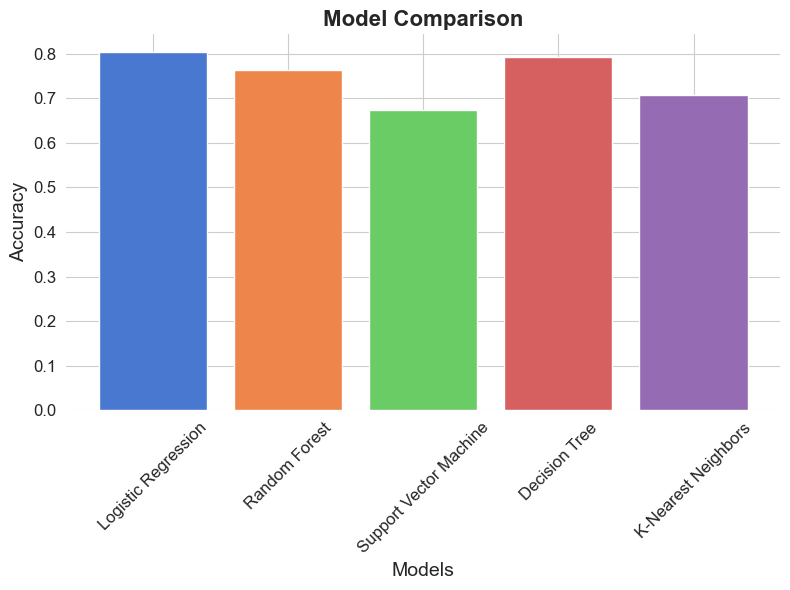 Model Comparison
Accuracy
0.8
0.7
0.6
0.5
0.4
0.3
0.2
0.1
0.0
Logistic Regression
Random Forest
Support Vector Machine
Decision Tree
K-Nearest Neighbors
Models